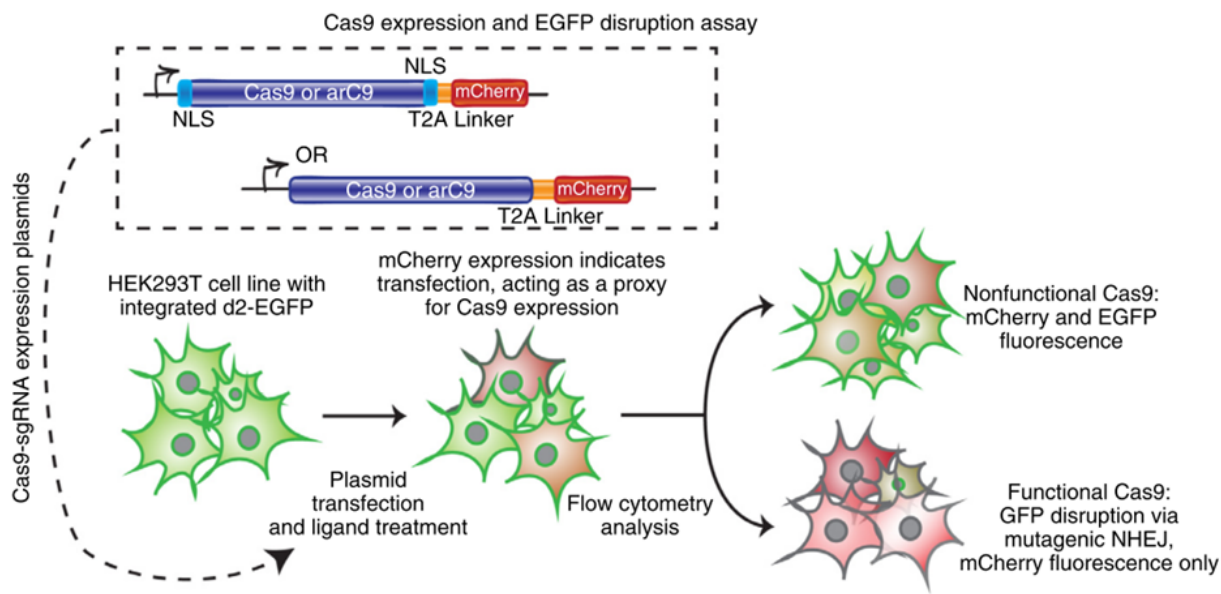 Cas9 expression and EGFP disruption assay
NLS
Cas9 or arC9
mCherry
NLS
T2A Linker
OR
Cas9 or arC9
mCherry
T2A Linker
Cas9-sgRNA expression plasmids
HEK293T cell line with
integrated d2-EGFP
mCherry expression indicates
transfection, acting as a proxy
for Cas9 expression
Plasmid
transfection
and ligand treatment
Flow cytometry
analysis
Nonfunctional Cas9:
mCherry and EGFP
fluorescence
Functional Cas9:
GFP disruption via
mutagenic NHEJ,
mCherry fluorescence only